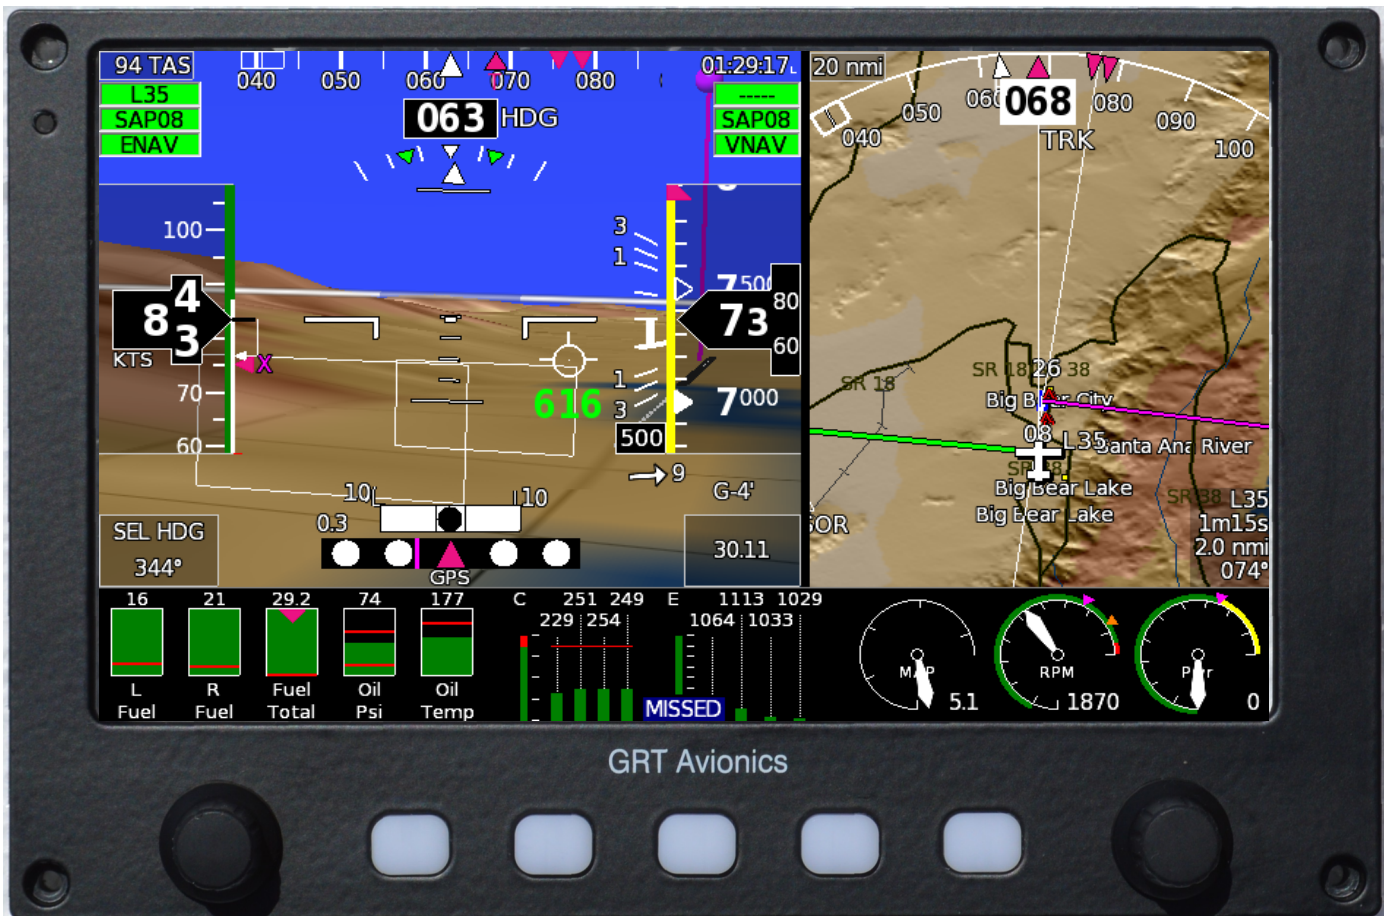 94 TAS
L35
SAP08
ENAV
040 050 060 070 080
063 HDG
01:29:17L
-----
SAP08
VNAV
100
8 4
3
KTS
70
60
3
1
1
3
616
500
7500
73 80
60
7000
9
G-4'
10 10
0.3
GPS
SEL HDG
344°
30.11
20 nmi
040 050 060 068 080 090 100
TRK
SR 18
SR 18
38
26
Big Bear City
08 L35
Santa Ana River
Big Bear Lake
Big Bear Lake
SR 38
L35
1m15s
2.0 nmi
074°
16 21 29.2 74 177
L
Fuel
R
Fuel
Fuel
Total
Oil
Psi
Oil
Temp
C 251 249
229 254
E 1113 1029
1064 1033
MISSED
MAP
5.1
RPM
1870
Pwr
0
GRT Avionics